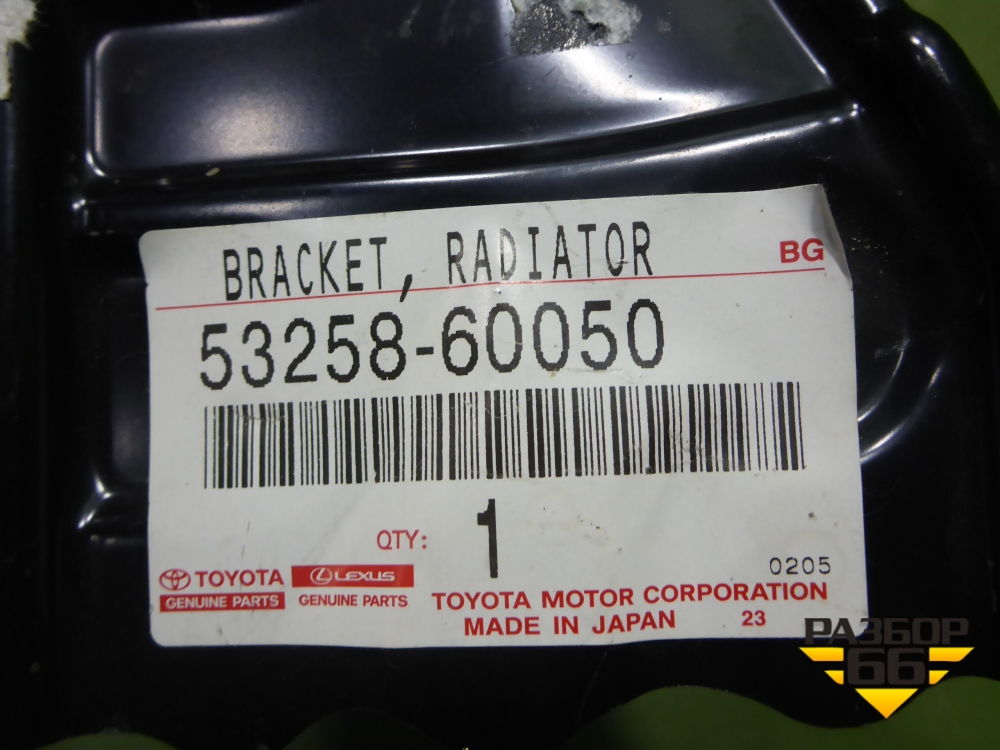 BRACKET, RADIATOR
BG
53258-60050
QTY: 1
0205
TOYOTA LEXUS
GENUINE PARTS GENUINE PARTS
TOYOTA MOTOR CORPORATION
MADE IN JAPAN 23
РАЗБОР
66